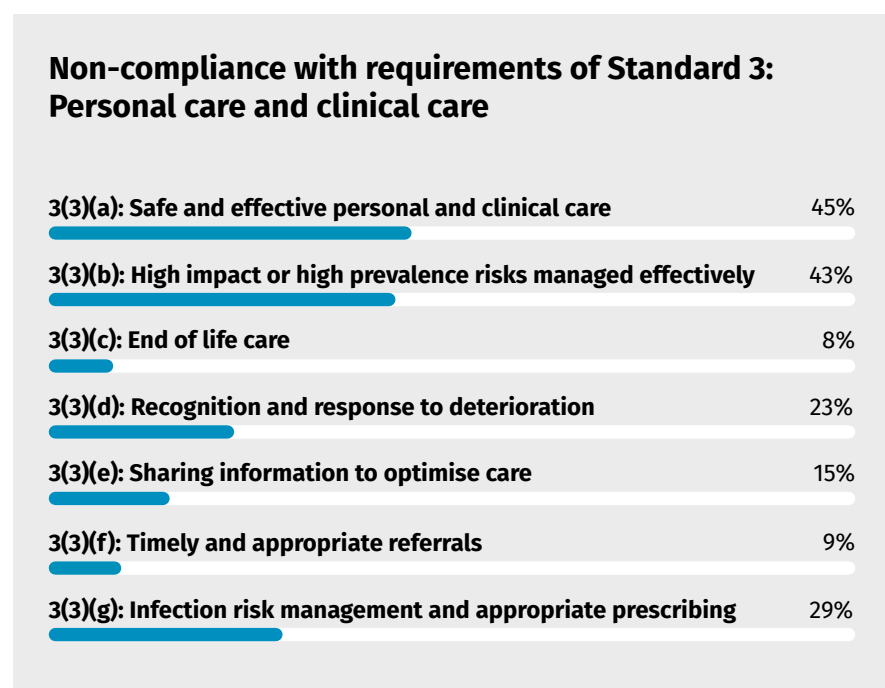 Non-compliance with requirements of Standard 3:
Personal care and clinical care
3(3)(a): Safe and effective personal and clinical care 45%
3(3)(b): High impact or high prevalence risks managed effectively 43%
3(3)(c): End of life care 8%
3(3)(d): Recognition and response to deterioration 23%
3(3)(e): Sharing information to optimise care 15%
3(3)(f): Timely and appropriate referrals 9%
3(3)(g): Infection risk management and appropriate prescribing 29%